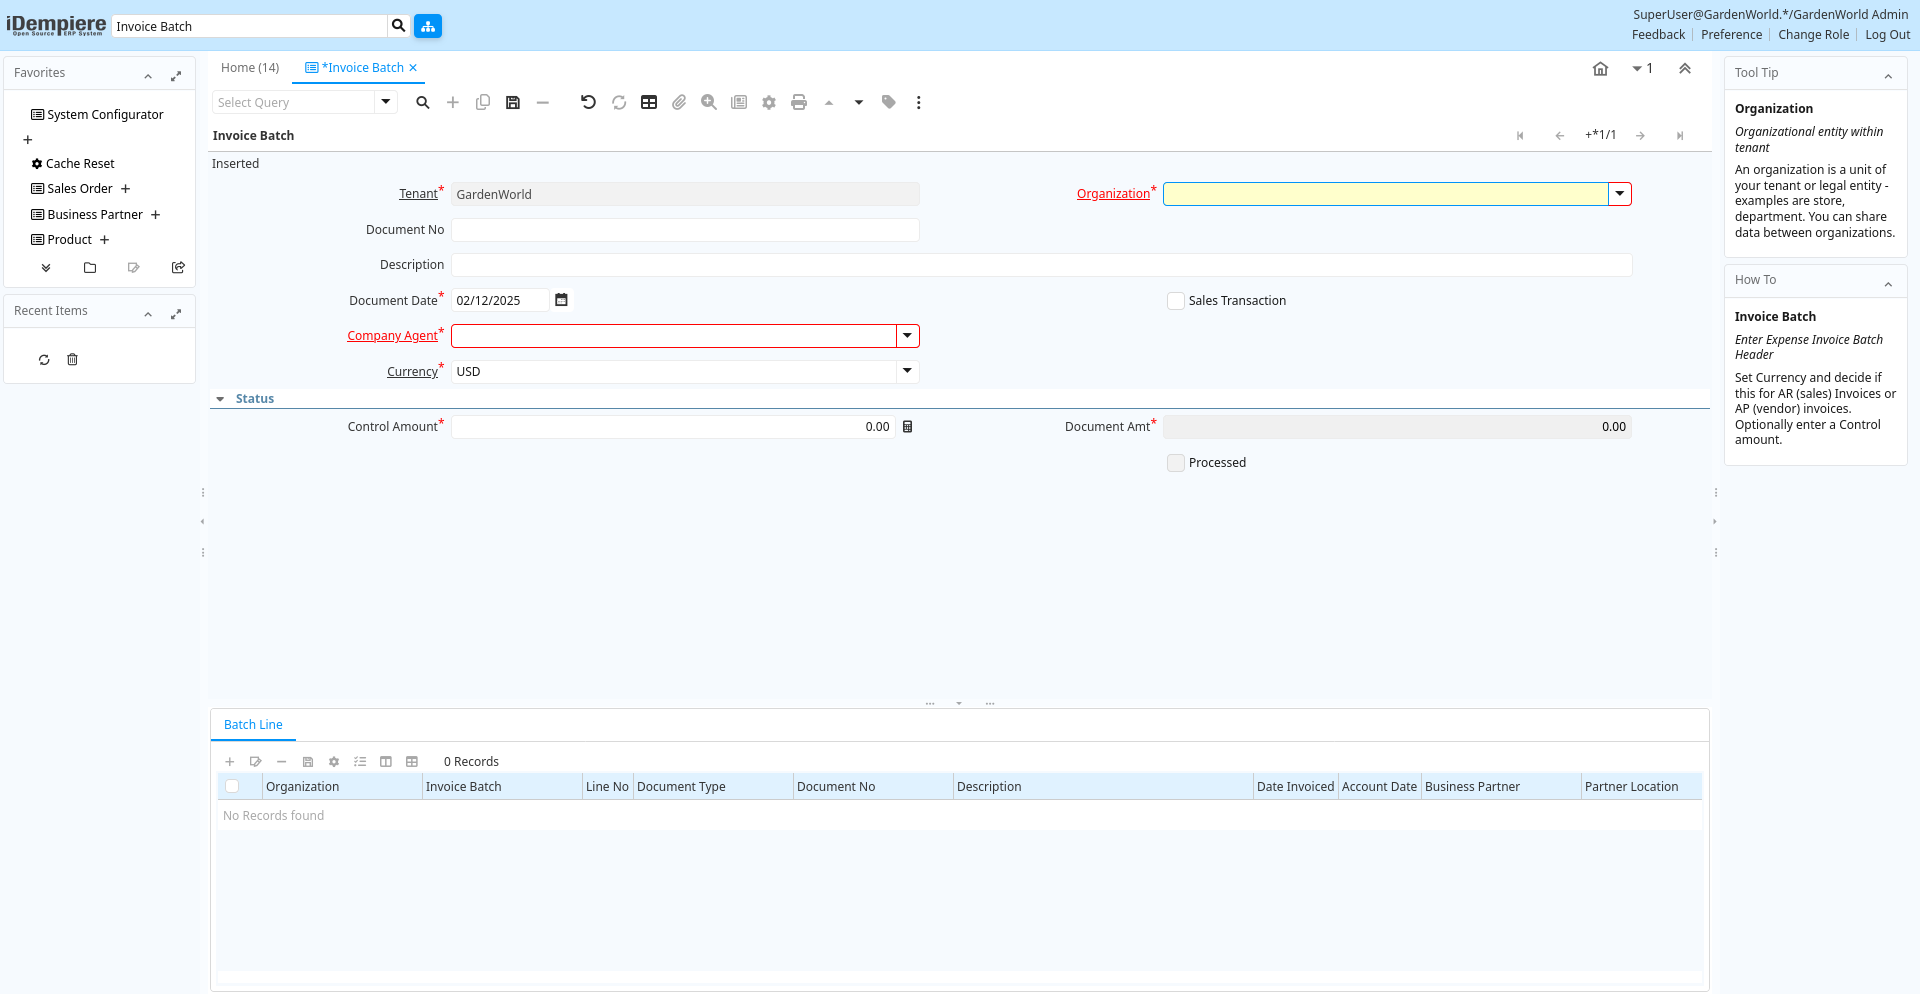 iDempiere
Open Source ERP System
Invoice Batch
SuperUser@GardenWorld.*/GardenWorld Admin
Feedback Preference Change Role Log Out
Favorites
System Configurator
Cache Reset
Sales Order
Business Partner
Product
Recent Items
Home (14) *Invoice Batch
1
Select Query
Invoice Batch
+*1/1
Inserted
Tenant* GardenWorld Organization*
Document No
Description
Document Date* 02/12/2025 Sales Transaction
Company Agent*
Currency* USD
Status
Control Amount* 0.00 Document Amt* 0.00
Processed
Batch Line
0 Records
Organization Invoice Batch Line No Document Type Document No Description Date Invoiced Account Date Business Partner Partner Location
No Records found
Tool Tip
Organization
Organizational entity within
tenant
An organization is a unit of
your tenant or legal entity -
examples are store,
department. You can share
data between organizations.
How To
Invoice Batch
Enter Expense Invoice Batch
Header
Set Currency and decide if
this for AR (sales) Invoices or
AP (vendor) invoices.
Optionally enter a Control
amount.